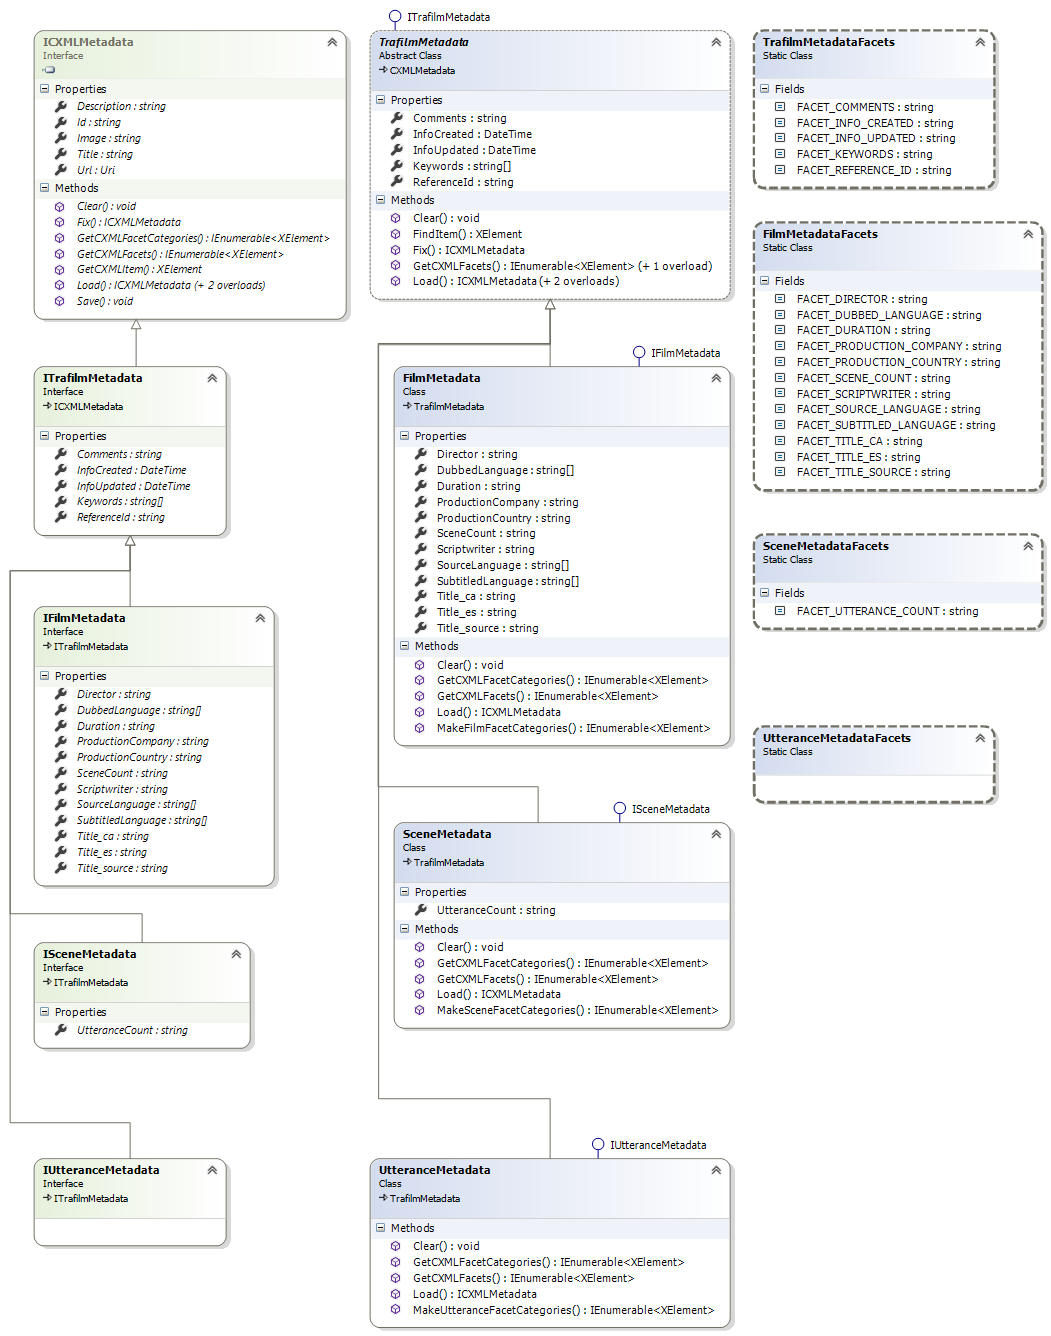 ICXMLMetadata
Interface
Properties
Description : string
Id : string
Image : string
Title : string
Url : Uri
Methods
Clear() : void
Fix() : ICXMLMetadata
GetCXMLFacetCategories() : IEnumerable<XElement>
GetCXMLFacets() : IEnumerable<XElement>
GetCXMLItem() : XElement
Load() : ICXMLMetadata (+ 2 overloads)
Save() : void
ITrafilmMetadata
Interface
ICXMLMetadata
Properties
Comments : string
InfoCreated : DateTime
InfoUpdated : DateTime
Keywords : string[]
ReferenceId : string
IFilmMetadata
Interface
ITrafilmMetadata
Properties
Director : string
DubbedLanguage : string[]
Duration : string
ProductionCompany : string
ProductionCountry : string
SceneCount : string
Scriptwriter : string
SourceLanguage : string[]
SubtitledLanguage : string[]
Title_ca : string
Title_es : string
Title_source : string
ISceneMetadata
Interface
ITrafilmMetadata
Properties
UtteranceCount : string
IUtteranceMetadata
Interface
ITrafilmMetadata
ITrafilmMetadata
TrafilmMetadata
Abstract Class
CXMLMetadata
Properties
Comments : string
InfoCreated : DateTime
InfoUpdated : DateTime
Keywords : string[]
ReferenceId : string
Methods
Clear() : void
FindItem() : XElement
Fix() : ICXMLMetadata
GetCXMLFacets() : IEnumerable<XElement> (+ 1 overload)
Load() : ICXMLMetadata (+ 2 overloads)
IFilmMetadata
FilmMetadata
Class
TrafilmMetadata
Properties
Director : string
DubbedLanguage : string[]
Duration : string
ProductionCompany : string
ProductionCountry : string
SceneCount : string
Scriptwriter : string
SourceLanguage : string[]
SubtitledLanguage : string[]
Title_ca : string
Title_es : string
Title_source : string
Methods
Clear() : void
GetCXMLFacetCategories() : IEnumerable<XElement>
GetCXMLFacets() : IEnumerable<XElement>
Load() : ICXMLMetadata
MakeFilmFacetCategories() : IEnumerable<XElement>
ISceneMetadata
SceneMetadata
Class
TrafilmMetadata
Properties
UtteranceCount : string
Methods
Clear() : void
GetCXMLFacetCategories() : IEnumerable<XElement>
GetCXMLFacets() : IEnumerable<XElement>
Load() : ICXMLMetadata
MakeSceneFacetCategories() : IEnumerable<XElement>
IUtteranceMetadata
UtteranceMetadata
Class
TrafilmMetadata
Methods
Clear() : void
GetCXMLFacetCategories() : IEnumerable<XElement>
GetCXMLFacets() : IEnumerable<XElement>
Load() : ICXMLMetadata
MakeUtteranceFacetCategories() : IEnumerable<XElement>
TrafilmMetadataFacets
Static Class
Fields
FACET_COMMENTS : string
FACET_INFO_CREATED : string
FACET_INFO_UPDATED : string
FACET_KEYWORDS : string
FACET_REFERENCE_ID : string
FilmMetadataFacets
Static Class
Fields
FACET_DIRECTOR : string
FACET_DUBBED_LANGUAGE : string
FACET_DURATION : string
FACET_PRODUCTION_COMPANY : string
FACET_PRODUCTION_COUNTRY : string
FACET_SCENE_COUNT : string
FACET_SCRIPTWRITER : string
FACET_SOURCE_LANGUAGE : string
FACET_SUBTITLED_LANGUAGE : string
FACET_TITLE_CA : string
FACET_TITLE_ES : string
FACET_TITLE_SOURCE : string
SceneMetadataFacets
Static Class
Fields
FACET_UTTERANCE_COUNT : string
UtteranceMetadataFacets
Static Class